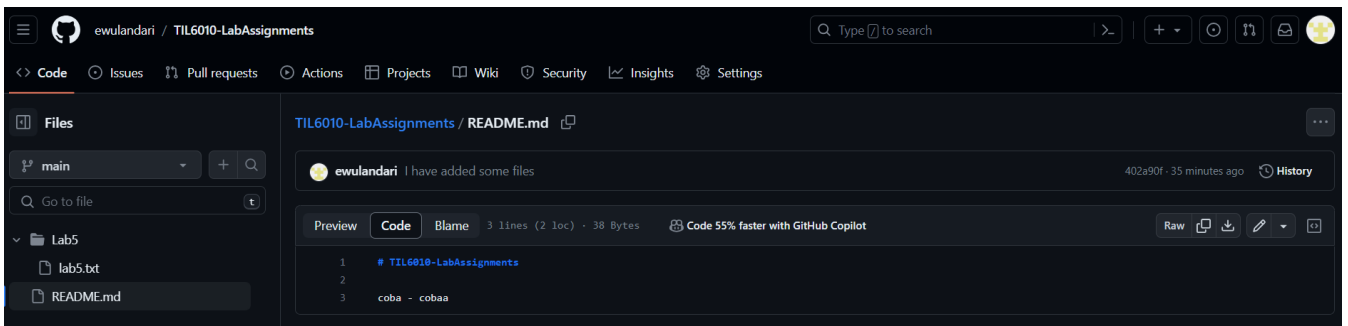 ewulandari / TIL6010-LabAssignments
Type / to search
Code Issues Pull requests Actions Projects Wiki Security Insights Settings
Files
TIL6010-LabAssignments / README.md
main
ewulandari I have added some files
402a90f · 35 minutes ago
History
Go to file
t
Preview Code Blame 3 lines (2 loc) · 38 Bytes Code 55% faster with GitHub Copilot
Raw
Lab5
lab5.txt
README.md
1 # TIL6010-LabAssignments
2
3 coba - cobaa